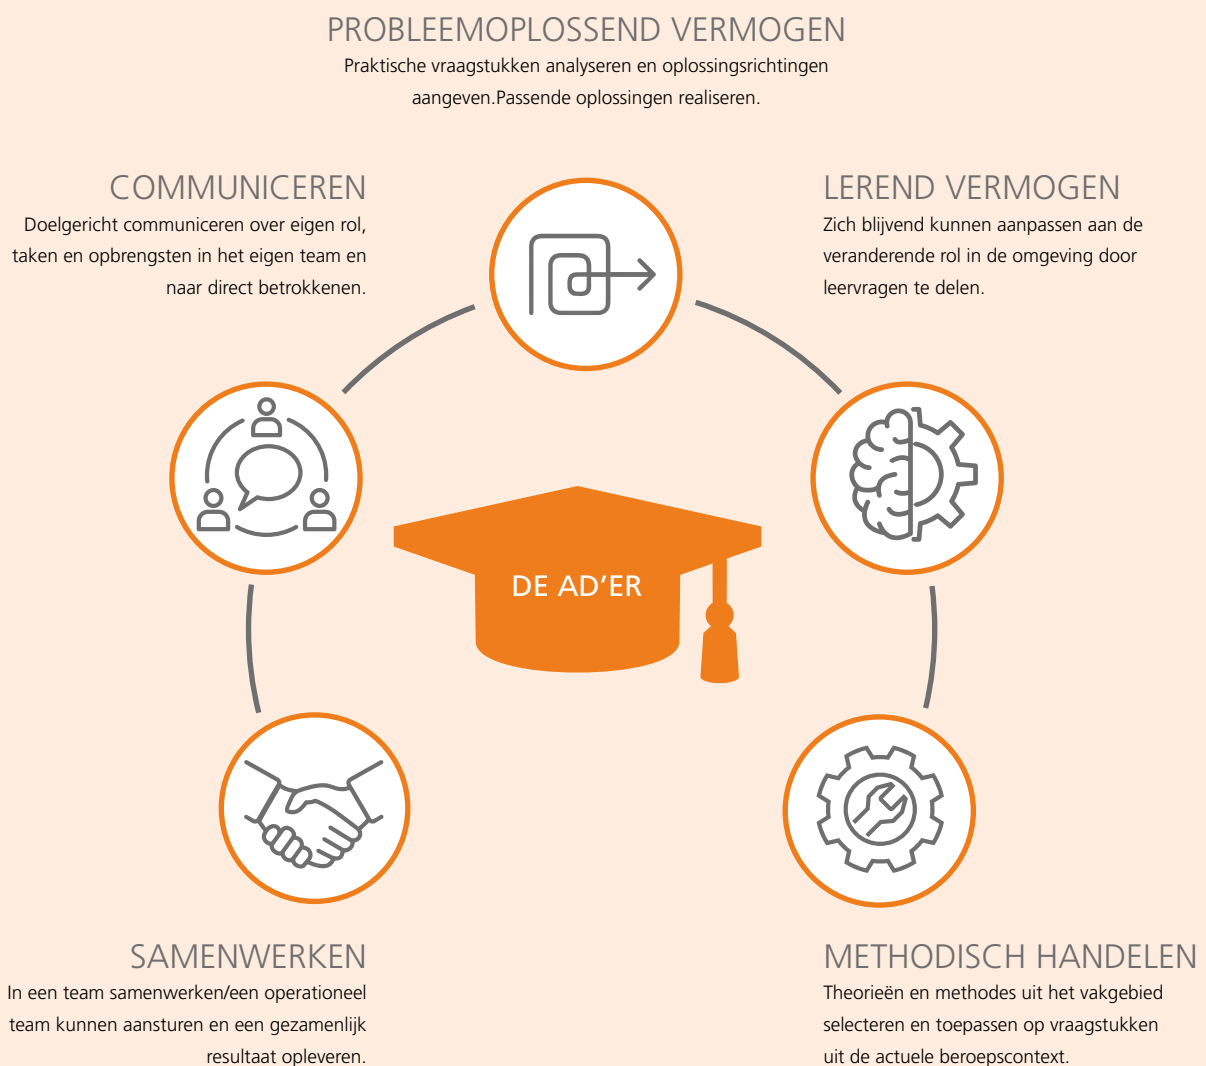 PROBLEEMOPLOSSEND VERMOGEN
Praktische vraagstukken analyseren en oplossingsrichtingen
aangeven.Passende oplossingen realiseren.
COMMUNICEREN
Doelgericht communiceren over eigen rol,
taken en opbrengsten in het eigen team en
naar direct betrokkenen.
LEREND VERMOGEN
Zich blijvend kunnen aanpassen aan de
veranderende rol in de omgeving door
leervragen te delen.
DE AD’ER
SAMENWERKEN
In een team samenwerken/een operationeel
team kunnen aansturen en een gezamenlijk
resultaat opleveren.
METHODISCH HANDELEN
Theorieën en methodes uit het vakgebied
selecteren en toepassen op vraagstukken
uit de actuele beroepscontext.